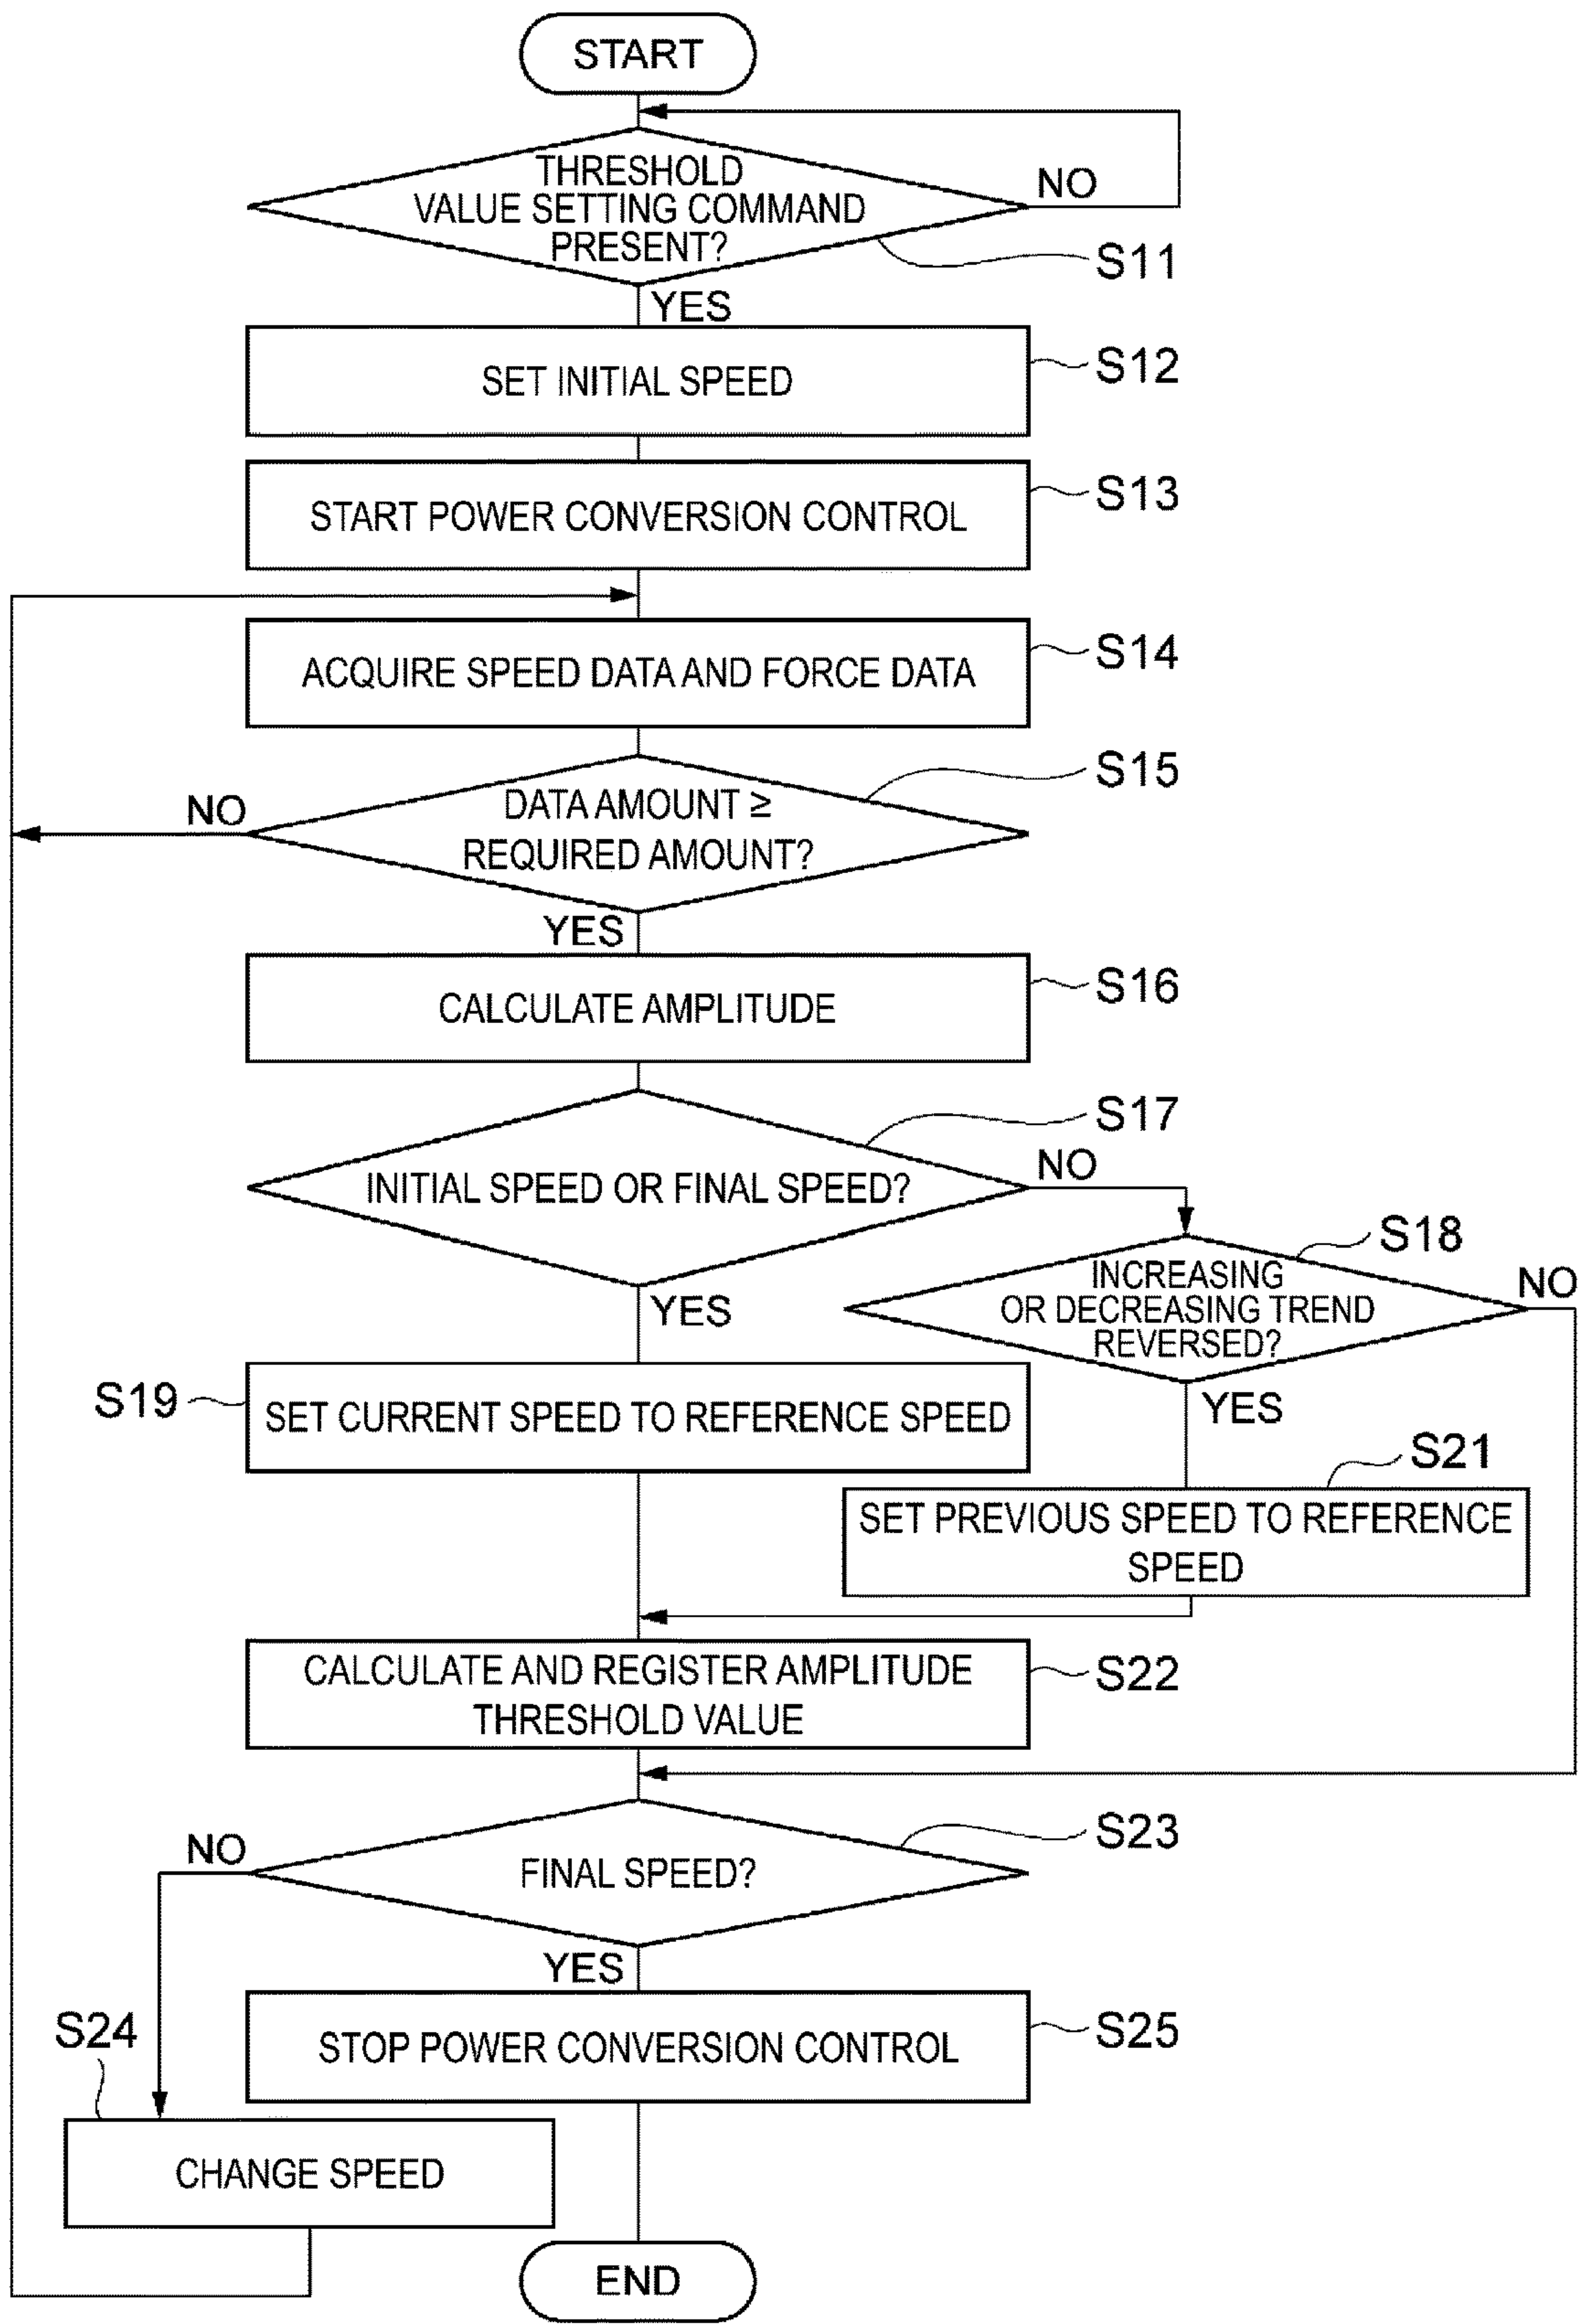 START
THRESHOLD
VALUE SETTING COMMAND
PRESENT?
NO
S11
YES
SET INITIAL SPEED
S12
START POWER CONVERSION CONTROL
S13
ACQUIRE SPEED DATA AND FORCE DATA
S14
DATA AMOUNT ≥
REQUIRED AMOUNT?
S15
NO
YES
CALCULATE AMPLITUDE
S16
INITIAL SPEED OR FINAL SPEED?
S17
NO
YES
INCREASING
OR DECREASING TREND
REVERSED?
S18
NO
YES
S19
SET CURRENT SPEED TO REFERENCE SPEED
S21
SET PREVIOUS SPEED TO REFERENCE
SPEED
CALCULATE AND REGISTER AMPLITUDE
THRESHOLD VALUE
S22
FINAL SPEED?
S23
NO
YES
STOP POWER CONVERSION CONTROL
S25
S24
CHANGE SPEED
END